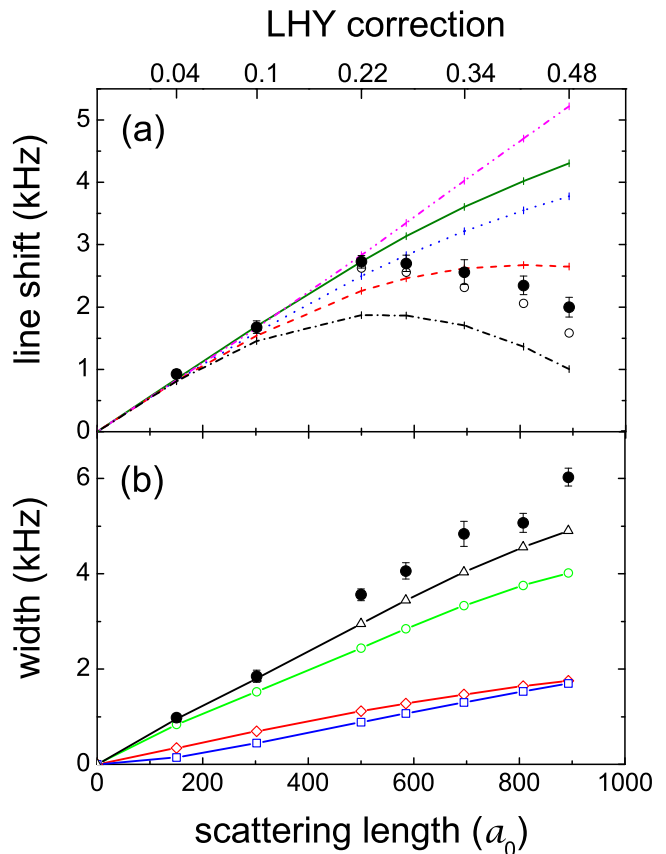 LHY correction
0.04 0.1 0.22 0.34 0.48
(a)
5
4
3
2
1
0
line shift (kHz)
(b)
6
4
2
0
width (kHz)
0 200 400 600 800 1000
scattering length (a0)